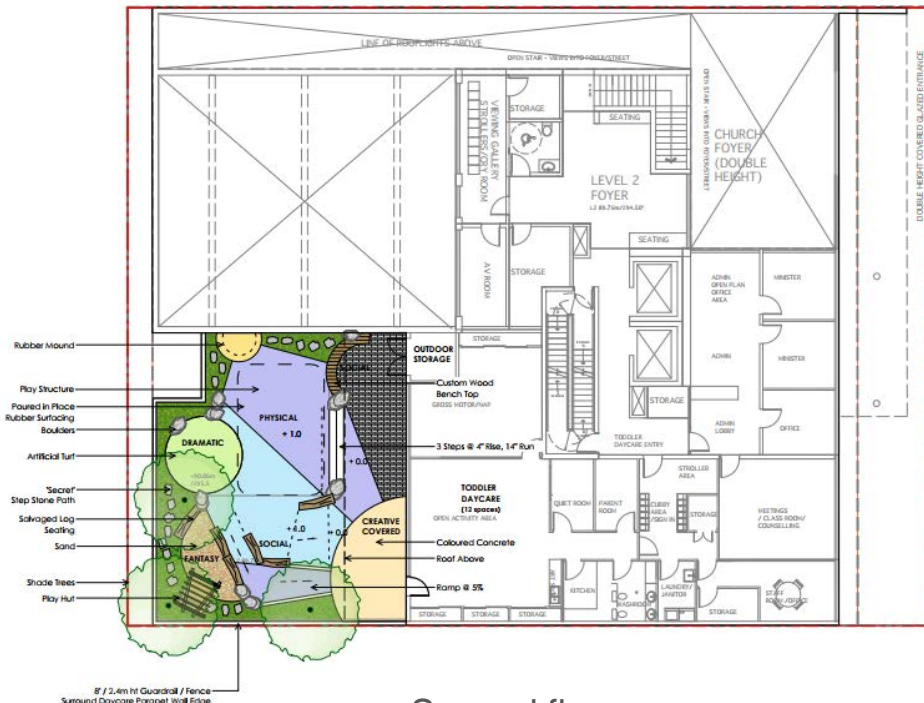 LINE OF ROOFLIGHTS ABOVE
OPEN STAIR - VIEWS INTO FOYER/STREET
DOUBLE HEIGHT COVERED GLAZED ENTRANCE
OPEN STAIR - VIEWS INTO FOYER/STREET
VIEWING GALLERY
STROLLERS/CRY ROOM
STORAGE
SEATING
CHURCH
FOYER
(DOUBLE
HEIGHT)
LEVEL 2
FOYER
SEATING
AV ROOM
STORAGE
ADMIN
OPEN PLAN
OFFICE
AREA
MINISTER
ADMIN
MINISTER
STORAGE
ADMIN
LOBBY
OFFICE
TODDLER
DAYCARE ENTRY
STORAGE
OUTDOOR
STORAGE
GROSS MOTOR/NAP
Custom Wood
Bench Top
3 Steps @ 4" Rise, 14" Run
TODDLER
DAYCARE
(12 spaces)
OPEN ACTIVITY AREA
QUIET ROOM
PARENT
ROOM
STROLLER
AREA
CUBBY
AREA
/SIGN IN
STORAGE
MEETINGS
/ CLASS ROOM/
COUNSELLING
Coloured Concrete
Roof Above
Ramp @ 5%
KITCHEN
WASHROOM
LAUNDRY/
JANITOR
STORAGE
STAFF
ROOM/OFFICE
STORAGE
STORAGE
STORAGE
Rubber Mound
Play Structure
Poured in Place
Rubber Surfacing
Boulders
Artificial Turf
'Secret'
Step Stone Path
Salvaged Log
Seating
Sand
Shade Trees
Play Hut
PHYSICAL
+ 1.0
DRAMATIC
SOCIAL
FANTASY
CREATIVE
COVERED
8' / 2.4m ht Guardrail / Fence
Surround Daycare Parapet Wall Edge